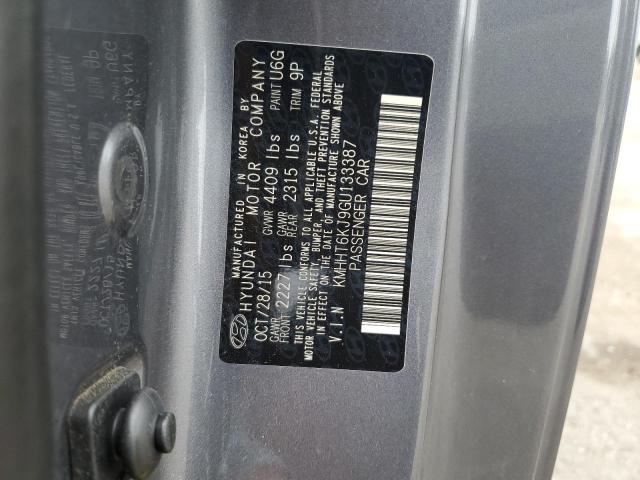 MANUFACTURED IN KOREA BY
HYUNDAI MOTOR COMPANY
OCT/28/15 GVWR 4409 lbs PAINT U6G
GAWR FRONT 2227 lbs GAWR REAR 2315 lbs TRIM 9P
THIS VEHICLE CONFORMS TO ALL APPLICABLE U.S.A. FEDERAL
MOTOR VEHICLE SAFETY, BUMPER, AND THEFT PREVENTION STANDARDS
IN EFFECT ON THE DATE OF MANUFACTURE SHOWN ABOVE
V.I.N KMHHT6KJ9GU133387
PASSENGER CAR